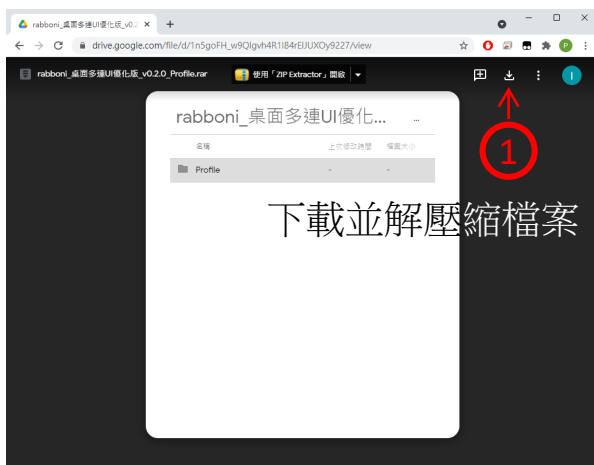 rabboni_桌面多連UI優化版_v0.2
drive.google.com/file/d/1n5goFH_w9QIgvh4R1I84rEIJUXOy9227/view
P
rabboni_桌面多連UI優化版_v0.2.0_Profile.rar
使用「ZIP Extractor」開啟
I
rabboni_桌面多連UI優化... ...
名稱 上次修改時間 檔案大小
Profile - -
1
下載並解壓縮檔案